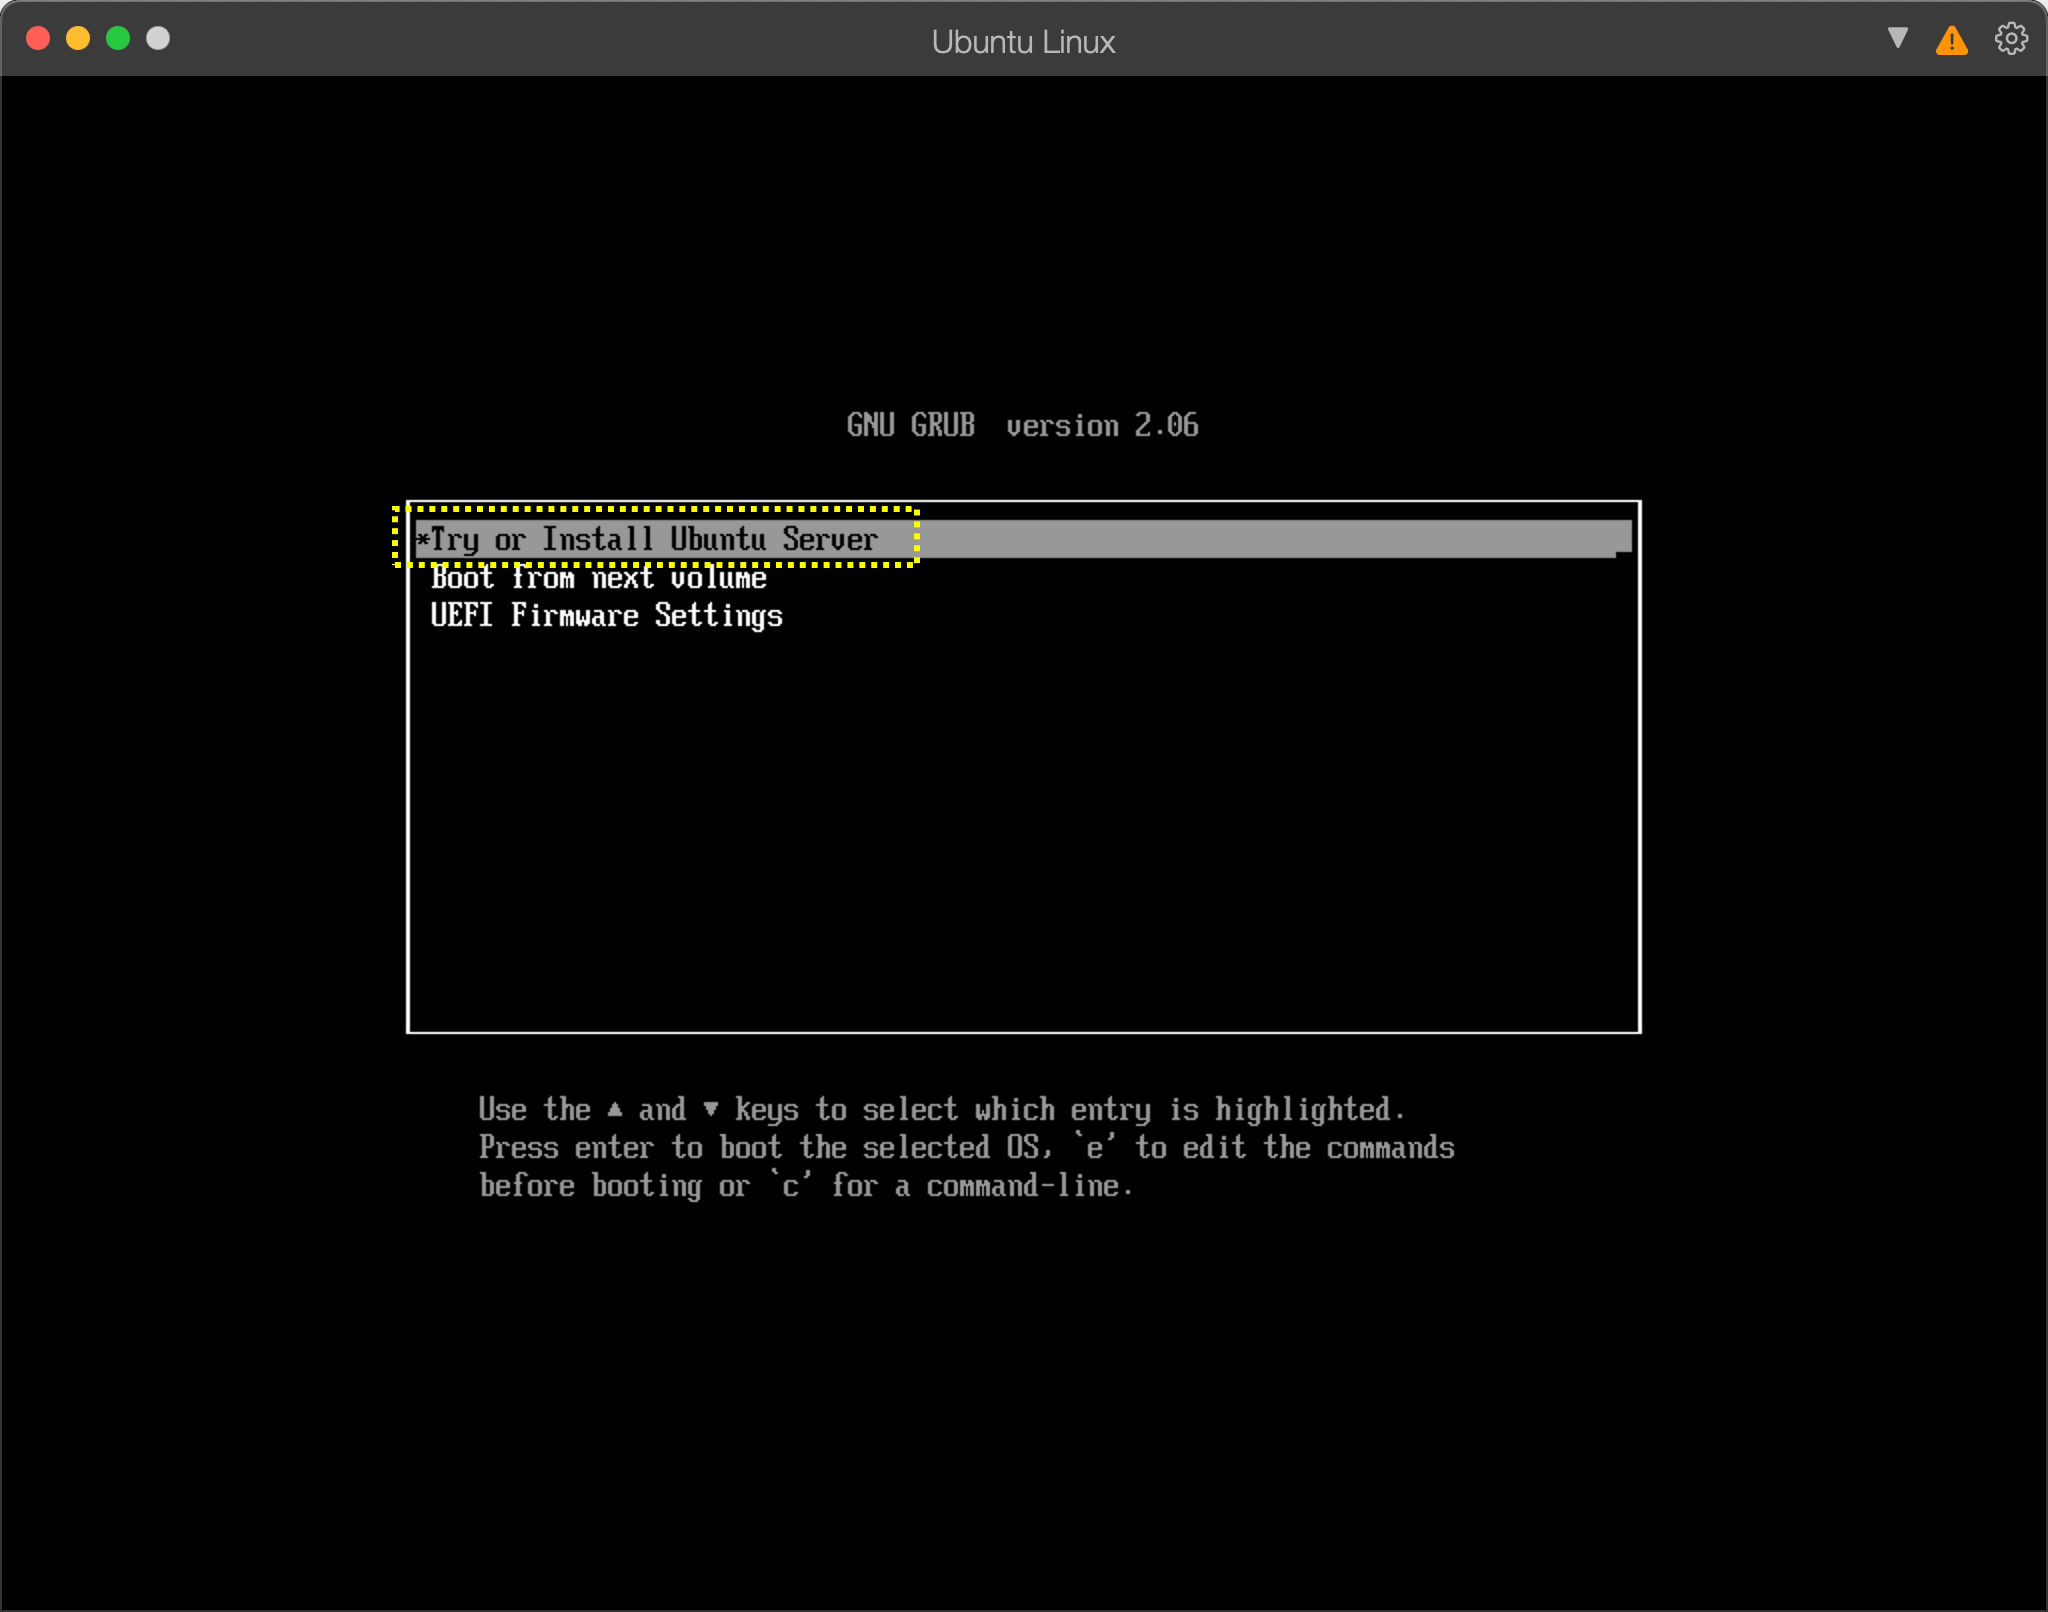 Ubuntu Linux
GNU GRUB  version 2.06
*Try or Install Ubuntu Server
Boot from next volume
UEFI Firmware Settings
Use the ▲ and ▼ keys to select which entry is highlighted.
Press enter to boot the selected OS, `e' to edit the commands
before booting or `c' for a command-line.